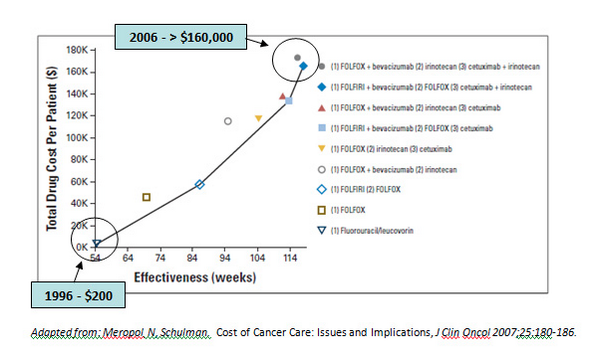 2006 - > $160,000
180K
160K
140K
120K
100K
80K
60K
40K
20K
0K
Total Drug Cost Per Patient ($)
54 64 74 84 94 104 114
Effectiveness (weeks)
(1) FOLFOX + bevacizumab (2) irinotecan (3) cetuximab + irinotecan
(1) FOLFIRI + bevacizumab (2) FOLFOX (3) cetuximab + irinotecan
(1) FOLFOX + bevacizumab (2) irinotecan (3) cetuximab
(1) FOLFIRI + bevacizumab (2) FOLFOX (3) cetuximab
(1) FOLFOX (2) irinotecan (3) cetuximab
(1) FOLFOX + bevacizumab (2) irinotecan
(1) FOLFIRI (2) FOLFOX
(1) FOLFOX
(1) Fluorouracil/leucovorin
1996 - $200
Adapted from: Meropol N, Schulman. Cost of Cancer Care: Issues and Implications, J Clin Oncol 2007;25:180-186.